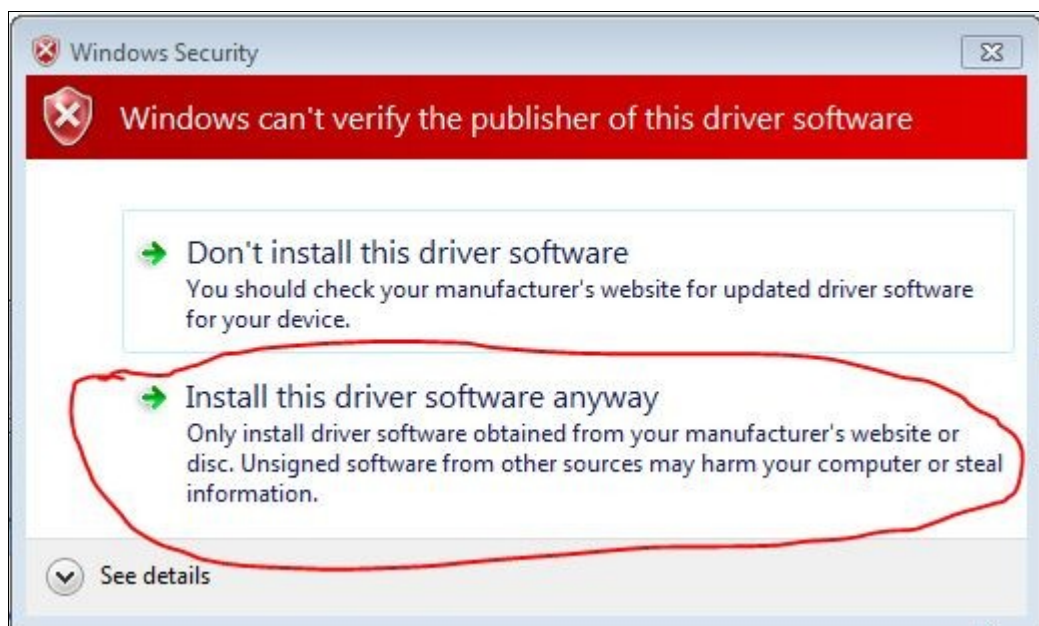 Windows Security
Windows can't verify the publisher of this driver software
Don't install this driver software
You should check your manufacturer's website for updated driver software
for your device.
Install this driver software anyway
Only install driver software obtained from your manufacturer's website or
disc. Unsigned software from other sources may harm your computer or steal
information.
See details